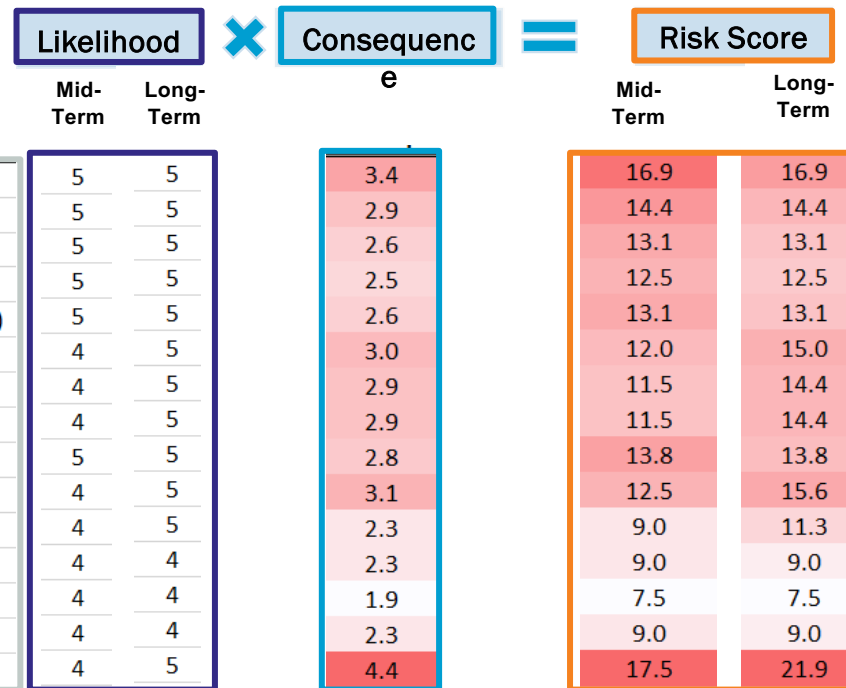 Likelihood × Consequenc = Risk Score
e
Mid- Long- Mid- Long-
Term Term Term Term
5 5 3.4 16.9 16.9
5 5 2.9 14.4 14.4
5 5 2.6 13.1 13.1
5 5 2.5 12.5 12.5
) 5 5 2.6 13.1 13.1
4 5 3.0 12.0 15.0
4 5 2.9 11.5 14.4
4 5 2.9 11.5 14.4
5 5 2.8 13.8 13.8
4 5 3.1 12.5 15.6
4 5 2.3 9.0 11.3
4 4 2.3 9.0 9.0
4 4 1.9 7.5 7.5
4 4 2.3 9.0 9.0
4 5 4.4 17.5 21.9